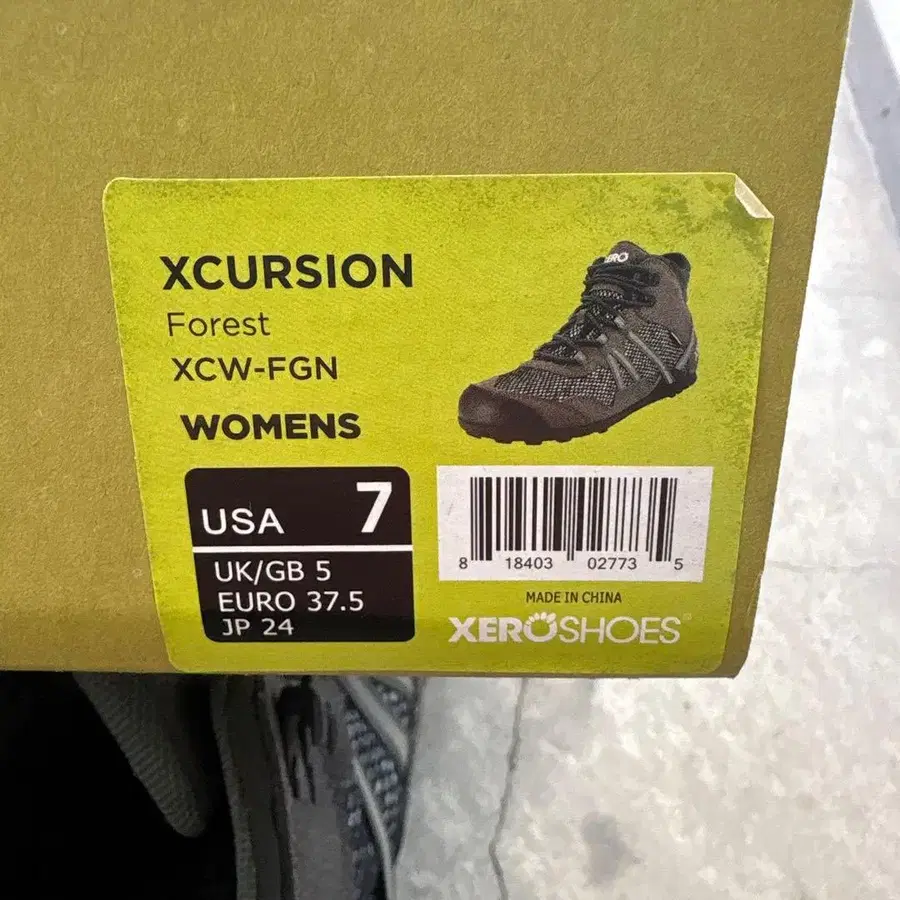 XCURSION
Forest
XCW-FGN
WOMENS
XERO
USA 7
UK/GB 5
EURO 37.5
JP 24
8 18403 02773 5
MADE IN CHINA
XEROSHOES®